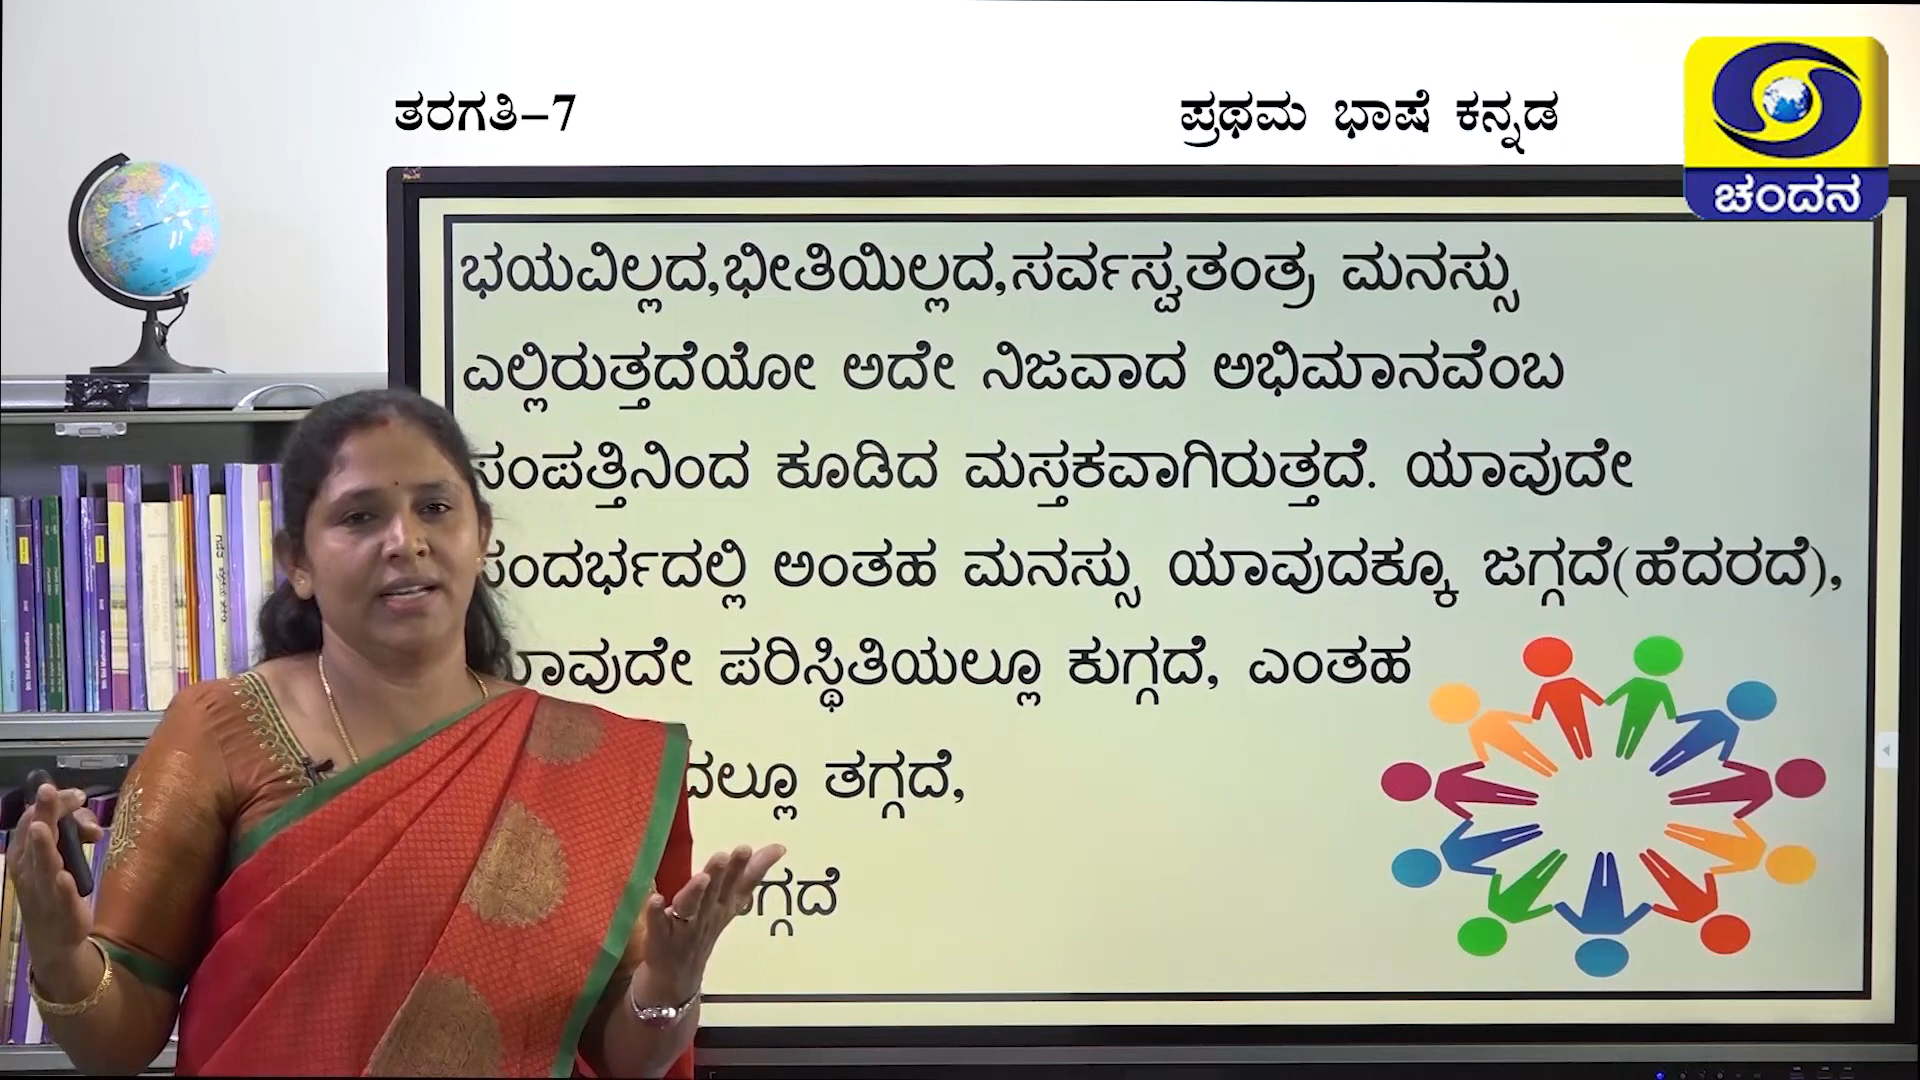 ತರಗತಿ–7
ಪ್ರಥಮ ಭಾಷೆ ಕನ್ನಡ
ಚಂದನ
ಭಯವಿಲ್ಲದ,ಭೀತಿಯಿಲ್ಲದ,ಸರ್ವಸ್ವತಂತ್ರ ಮನಸ್ಸು
ಎಲ್ಲಿರುತ್ತದೆಯೋ ಅದೇ ನಿಜವಾದ ಅಭಿಮಾನವೆಂಬ
ಸಂಪತ್ತಿನಿಂದ ಕೂಡಿದ ಮಸ್ತಕವಾಗಿರುತ್ತದೆ. ಯಾವುದೇ
ಸಂದರ್ಭದಲ್ಲಿ ಅಂತಹ ಮನಸ್ಸು ಯಾವುದಕ್ಕೂ ಜಗ್ಗದೆ(ಹೆದರದೆ),
ಯಾವುದೇ ಪರಿಸ್ಥಿತಿಯಲ್ಲೂ ಕುಗ್ಗದೆ, ಎಂತಹ
ತಗ್ಗದೆ,